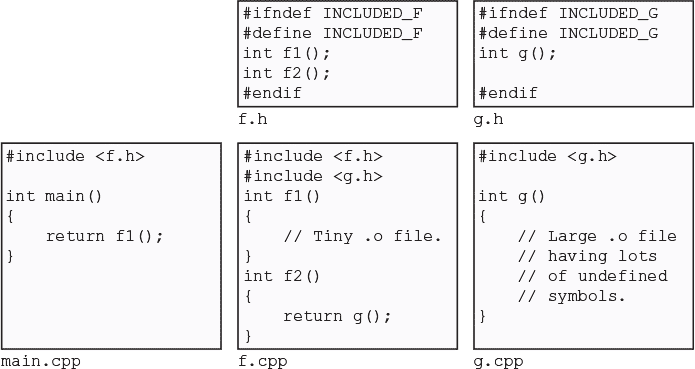 #ifndef INCLUDED_F
#define INCLUDED_F
int f1();
int f2();
#endif
f.h
#ifndef INCLUDED_G
#define INCLUDED_G
int g();
#endif
g.h
#include <f.h>
int main()
{
    return f1();
}
main.cpp
#include <f.h>
#include <g.h>
int f1()
{
    // Tiny .o file.
}
int f2()
{
    return g();
}
f.cpp
#include <g.h>
int g()
{
    // Large .o file
    // having lots
    // of undefined
    // symbols.
}
g.cpp